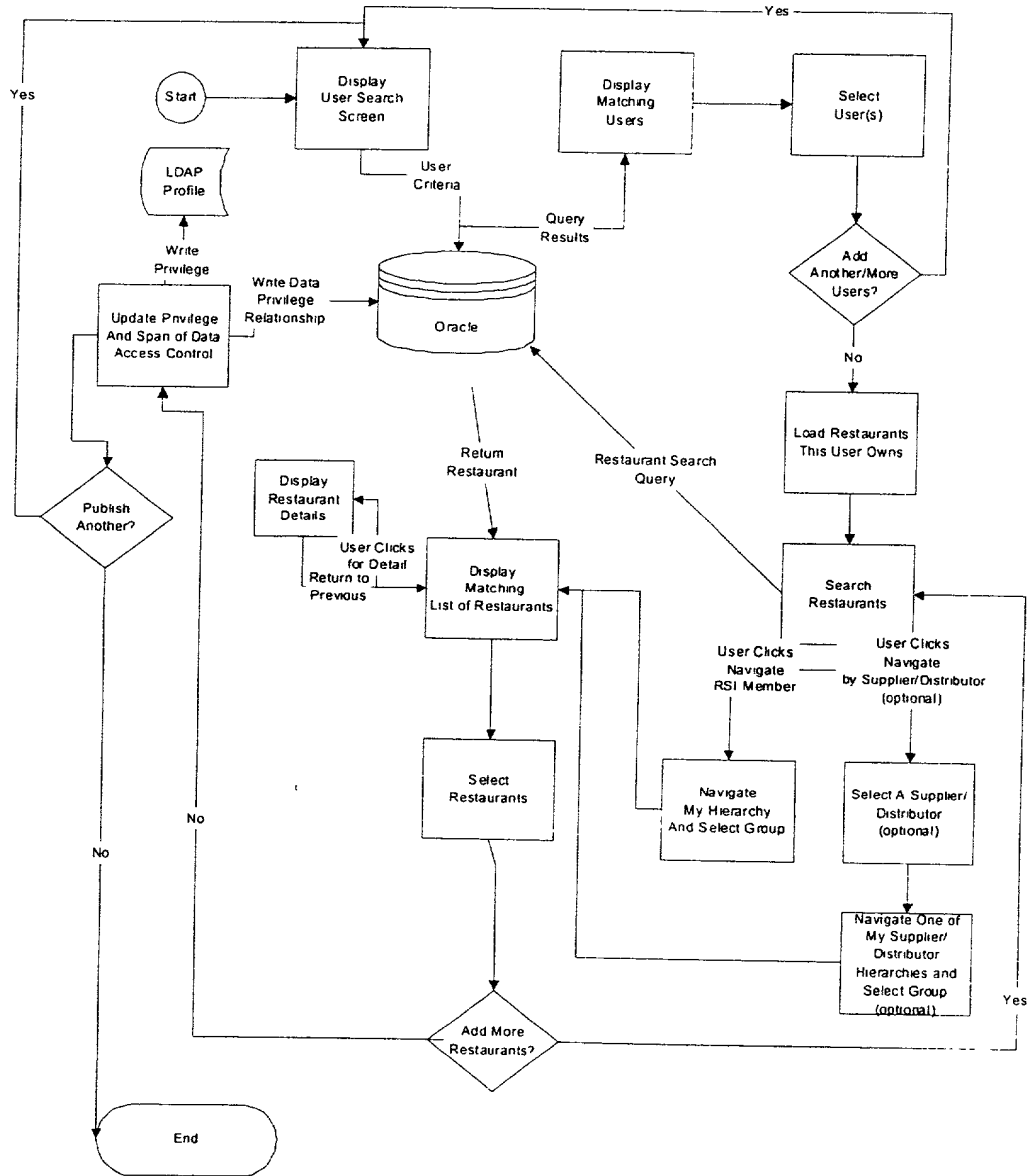 Yes
Yes
Start
Display
User Search
Screen
Display
Matching
Users
Select
User(s)
LDAP
Profile
User
Criteria
Query
Results
Write
Privilege
Add
Another/More
Users?
Update Privilege
And Span of Data
Access Control
Write Data
Privilege
Relationship
Oracle
No
Load Restaurants
This User Owns
Return
Restaurant
Restaurant Search
Query
Display
Restaurant
Details
Publish
Another?
User Clicks
for Detail
Return to
Previous
Display
Matching
List of Restaurants
Search
Restaurants
User Clicks
Navigate
RSI Member
User Clicks
Navigate
by Supplier/Distributor
(optional)
Select
Restaurants
Navigate
My Hierarchy
And Select Group
Select A Supplier/
Distributor
(optional)
No
No
Navigate One of
My Supplier/
Distributor
Hierarchies and
Select Group
(optional)
Yes
Add More
Restaurants?
End